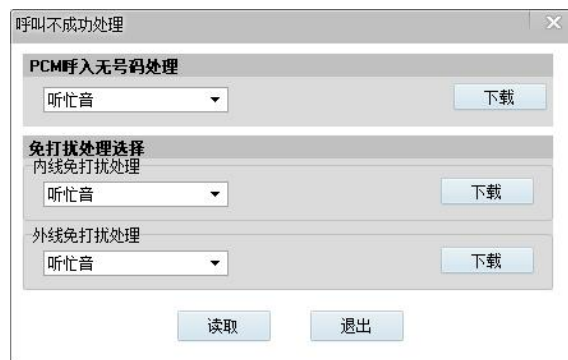 呼叫不成功处理
PCM呼入无号码处理
听忙音 下载
免打扰处理选择
内线免打扰处理
听忙音 下载
外线免打扰处理
听忙音 下载
读取 退出